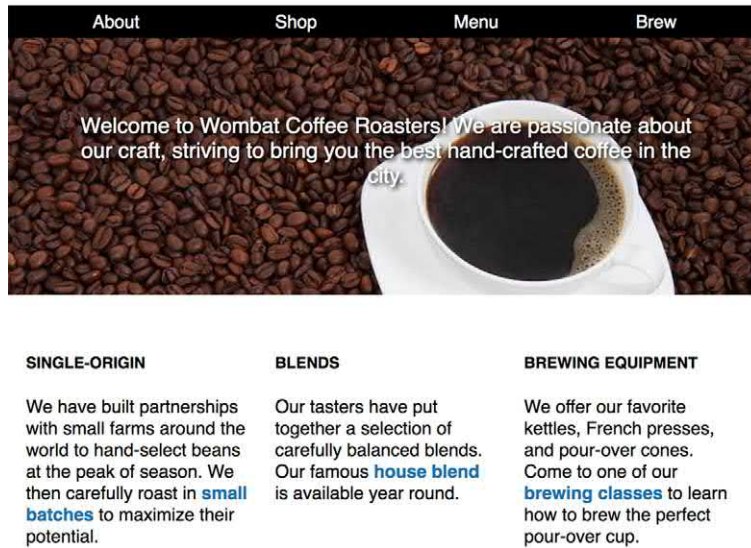 About Shop Menu Brew
Welcome to Wombat Coffee Roasters! We are passionate about
our craft, striving to bring you the best hand-crafted coffee in the
city.
SINGLE-ORIGIN
We have built partnerships
with small farms around the
world to hand-select beans
at the peak of season. We
then carefully roast in small
batches to maximize their
potential.
BLENDS
Our tasters have put
together a selection of
carefully balanced blends.
Our famous house blend
is available year round.
BREWING EQUIPMENT
We offer our favorite
kettles, French presses,
and pour-over cones.
Come to one of our
brewing classes to learn
how to brew the perfect
pour-over cup.